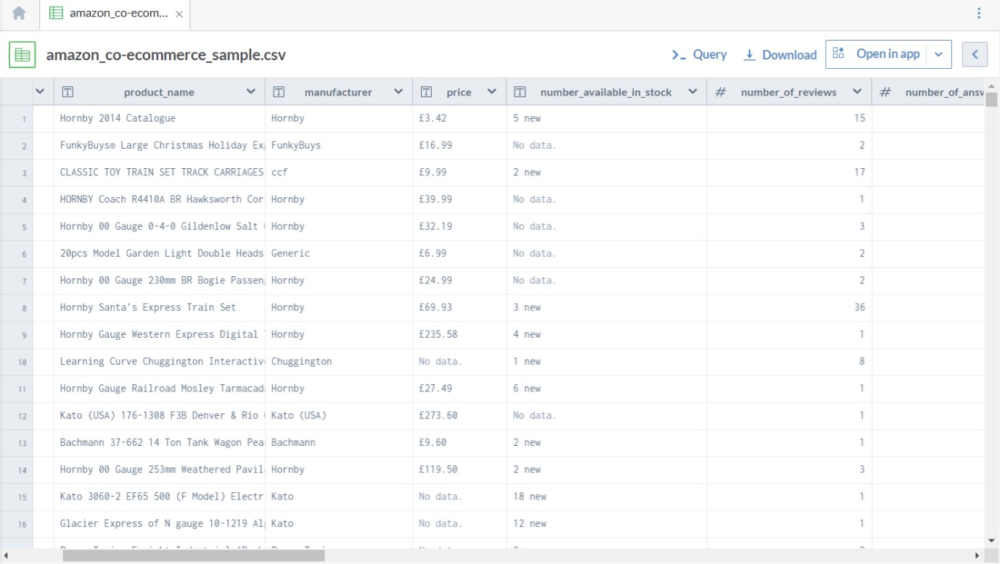 amazon_co-ecom...
amazon_co-ecommerce_sample.csv Query Download Open in app
product_name manufacturer price number_available_in_stock number_of_reviews number_of_answ
1 Hornby 2014 Catalogue Hornby £3.42 5 new 15
2 FunkyBuys® Large Christmas Holiday Ex FunkyBuys £16.99 No data. 2
3 CLASSIC TOY TRAIN SET TRACK CARRIAGES ccf £9.99 2 new 17
4 HORNBY Coach R4410A BR Hawksworth Cor Hornby £39.99 No data. 1
5 Hornby 00 Gauge 0-4-0 Gildenlow Salt Hornby £32.19 No data. 3
6 20pcs Model Garden Light Double Heads Generic £6.99 No data. 2
7 Hornby 00 Gauge 230mm BR Bogie Passen Hornby £24.99 No data. 2
8 Hornby Santa's Express Train Set Hornby £69.93 3 new 36
9 Hornby Gauge Western Express Digital Hornby £235.58 4 new 1
10 Learning Curve Chuggington Interactiv Chuggington No data. 1 new 8
11 Hornby Gauge Railroad Mosley Tarmacad Hornby £27.49 6 new 1
12 Kato (USA) 176-1308 F3B Denver & Rio Kato (USA) £273.60 No data. 1
13 Bachmann 37-662 14 Ton Tank Wagon Pea Bachmann £9.60 2 new 1
14 Hornby 00 Gauge 253mm Weathered Pavil Hornby £119.50 2 new 3
15 Kato 3060-2 EF65 500 (F Model) Electr Kato No data. 18 new 1
16 Glacier Express of N gauge 10-1219 Al Kato No data. 12 new 1